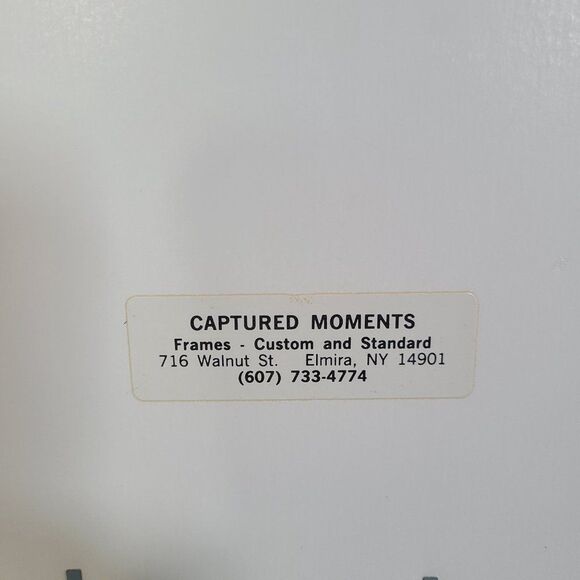 CAPTURED MOMENTS
Frames - Custom and Standard
716 Walnut St. Elmira, NY 14901
(607) 733-4774